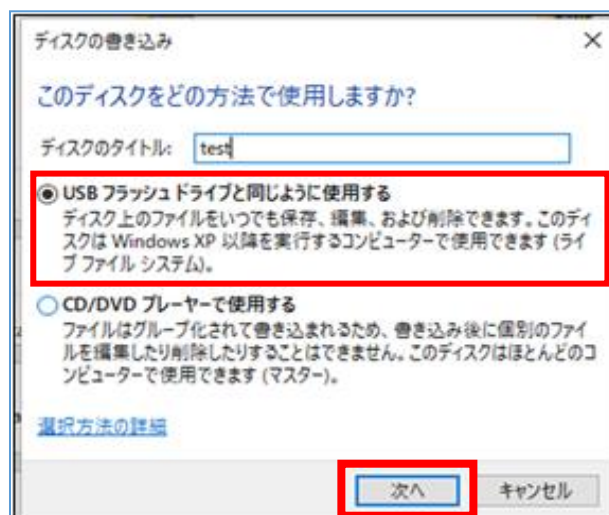 ディスクの書き込み
このディスクをどの方法で使用しますか?
ディスクのタイトル: test
USB フラッシュ ドライブと同じように使用する
ディスク上のファイルをいつでも保存、編集、および削除できます。このディ
スクは Windows XP 以降を実行するコンピューターで使用できます (ライ
ブ ファイル システム)。
CD/DVD プレーヤーで使用する
ファイルはグループ化されて書き込まれるため、書き込み後に個別のファイ
ルを編集したり削除したりすることはできません。このディスクはほとんどのコ
ンピューターで使用できます (マスター)。
選択方法の詳細
次へ キャンセル